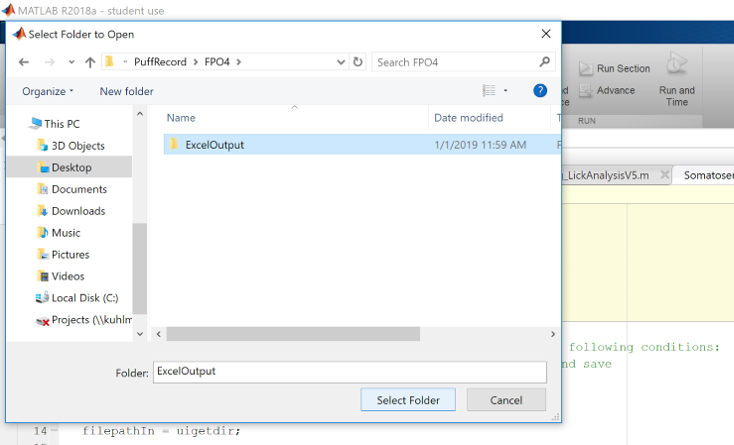 MATLAB R2018a - student use
Select Folder to Open
« PuffRecord > FPO4 >
Search FPO4
Organize
New folder
Run Section
Advance
Run and
Time
RUN
This PC
3D Objects
Desktop
Documents
Downloads
Music
Pictures
Videos
Local Disk (C:)
Projects (\\kuhlm
Name
Date modified
ExcelOutput
1/1/2019 11:59 AM
_LickAnalysisV5.m
Somatoser
following conditions:
nd save
Folder:
ExcelOutput
Select Folder
Cancel
14 -
filepathIn = uigetdir;